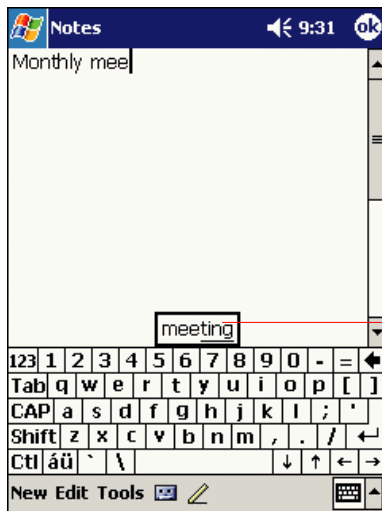 Notes 9:31 ok
Monthly mee
meeting
123 1 2 3 4 5 6 7 8 9 0 - =
Tab q w e r t y u i o p [ ]
CAP a s d f g h j k l ; '
Shift z x c v b n m , . /
Ctl áü ` \
New Edit Tools